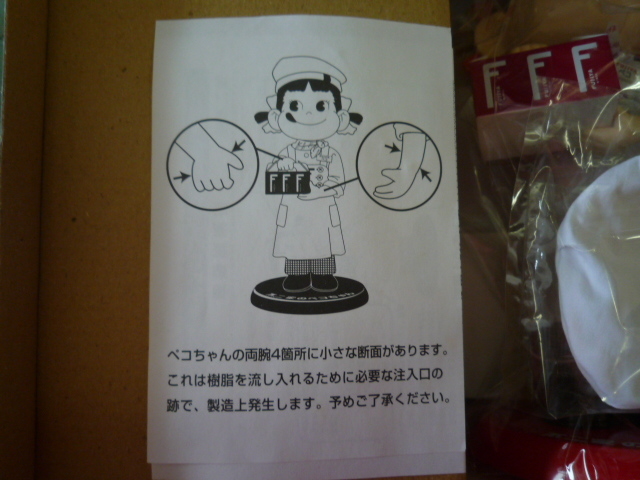 F F F
FFF
ペコちゃんの両腕4箇所に小さな断面があります。
これは樹脂を流し入れるために必要な注入口の
跡で、製造上発生します。予めご了承ください。